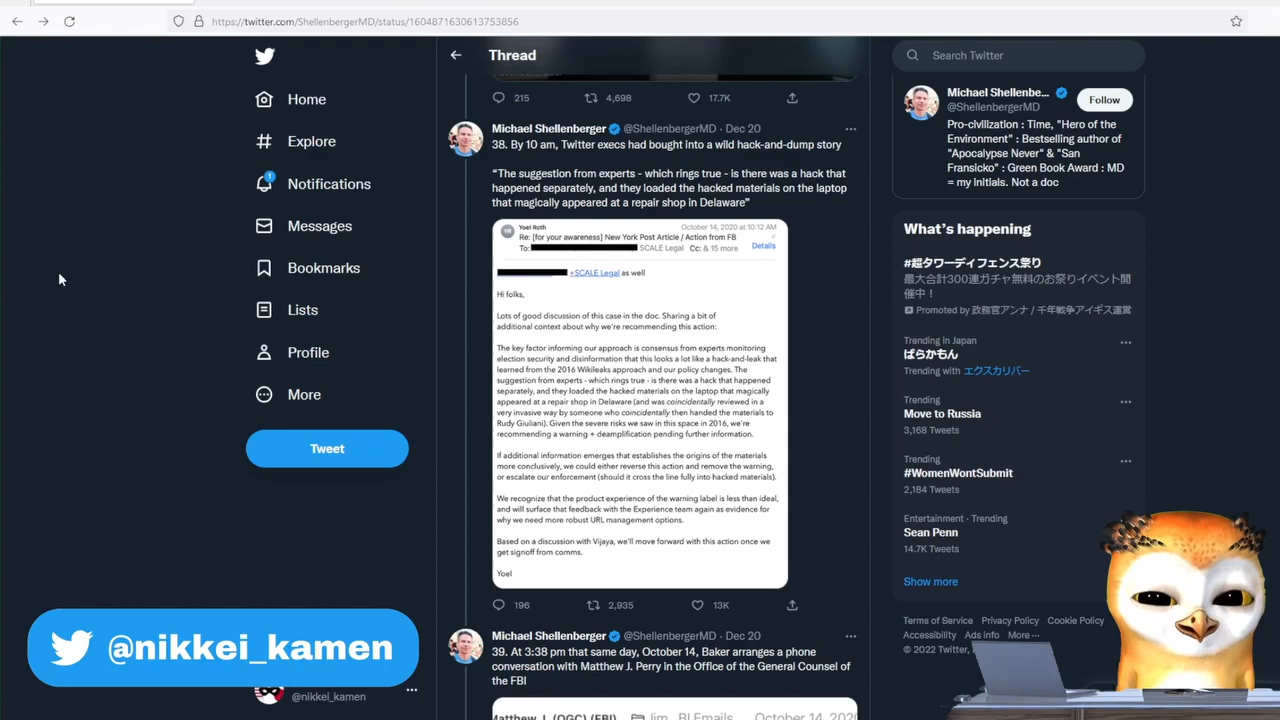 https://twitter.com/ShellenbergerMD/status/1604871630613753856
Home
Explore
1
Notifications
Messages
Bookmarks
Lists
Profile
More
Tweet
@nikkei_kamen
@nikkei_kamen
Thread
215
4,698
17.7K
Michael Shellenberger @ShellenbergerMD · Dec 20
38. By 10 am, Twitter execs had bought into a wild hack-and-dump story
“The suggestion from experts - which rings true - is there was a hack that
happened separately, and they loaded the hacked materials on the laptop
that magically appeared at a repair shop in Delaware”
YR
Yoel Roth
October 14, 2020 at 10:12 AM
Re: [for your awareness] New York Post Article / Action from FB
To:
SCALE Legal Cc: & 15 more
Details
+SCALE Legal as well
Hi folks,
Lots of good discussion of this case in the doc. Sharing a bit of
additional context about why we're recommending this action:
The key factor informing our approach is consensus from experts monitoring
election security and disinformation that this looks a lot like a hack-and-leak that
learned from the 2016 Wikileaks approach and our policy changes. The
suggestion from experts - which rings true - is there was a hack that happened
separately, and they loaded the hacked materials on the laptop that magically
appeared at a repair shop in Delaware (and was coincidentally reviewed in a
very invasive way by someone who coincidentally then handed the materials to
Rudy Giuliani). Given the severe risks we saw in this space in 2016, we're
recommending a warning + deamplification pending further information.
If additional information emerges that establishes the origins of the materials
more conclusively, we could either reverse this action and remove the warning,
or escalate our enforcement (should it cross the line fully into hacked materials).
We recognize that the product experience of the warning label is less than ideal,
and will surface that feedback with the Experience team again as evidence for
why we need more robust URL management options.
Based on a discussion with Vijaya, we'll move forward with this action once we
get signoff from comms.
Yoel
196
2,935
13K
Michael Shellenberger @ShellenbergerMD · Dec 20
39. At 3:38 pm that same day, October 14, Baker arranges a phone
conversation with Matthew J. Perry in the Office of the General Counsel of
the FBI
Search Twitter
Michael Shellenbe...
@ShellenbergerMD
Follow
Pro-civilization : Time, "Hero of the
Environment" : Bestselling author of
"Apocalypse Never" & "San
Fransicko" : Green Book Award : MD
= my initials. Not a doc
What's happening
#超タワーディフェンス祭り
最大合計300連ガチャ無料のお祭りイベント開
催中！
Promoted by 政務官アンナ / 千年戦争アイギス運営
Trending in Japan
ぱらかもん
Trending with エクスカリバー
Trending
Move to Russia
3,168 Tweets
Trending
#WomenWontSubmit
2,184 Tweets
Entertainment · Trending
Sean Penn
14.7K Tweets
Show more
Terms of Service Privacy Policy Cookie Policy
Accessibility Ads info More ···
© 2022 Twitter,